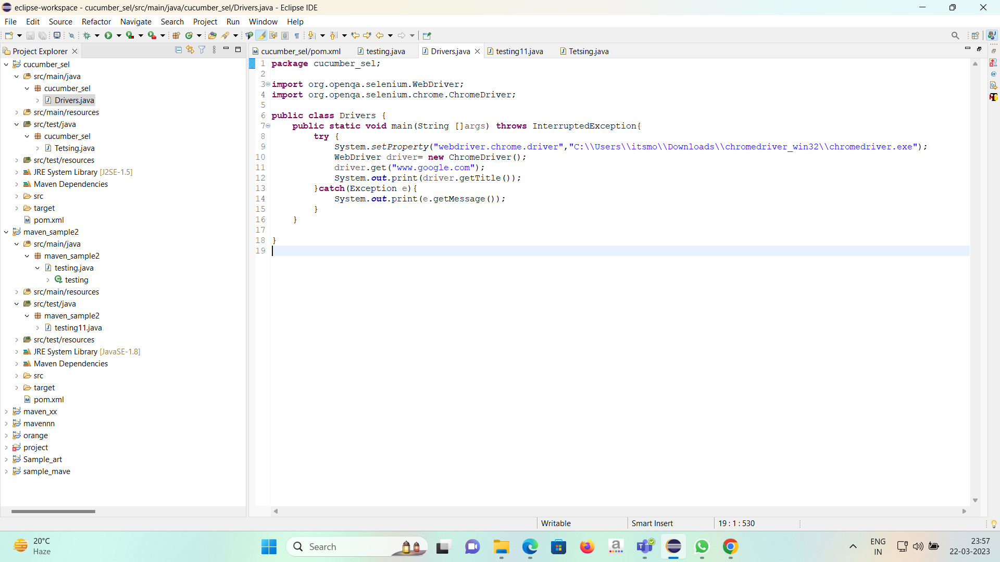 eclipse-workspace - cucumber_sel/src/main/java/cucumber_sel/Drivers.java - Eclipse IDE
File Edit Source Refactor Navigate Search Project Run Window Help
Project Explorer
cucumber_sel
src/main/java
cucumber_sel
Drivers.java
src/main/resources
src/test/java
cucumber_sel
Tetsing.java
src/test/resources
JRE System Library [J2SE-1.5]
Maven Dependencies
src
target
pom.xml
maven_sample2
src/main/java
maven_sample2
testing.java
testing
src/main/resources
src/test/java
maven_sample2
testing11.java
src/test/resources
JRE System Library [JavaSE-1.8]
Maven Dependencies
src
target
pom.xml
maven_xx
mavennn
orange
project
Sample_art
sample_mave
cucumber_sel/pom.xml testing.java Drivers.java testing11.java Tetsing.java
1 package cucumber_sel;
2
3 import org.openqa.selenium.WebDriver;
4 import org.openqa.selenium.chrome.ChromeDriver;
5
6 public class Drivers {
7 public static void main(String []args) throws InterruptedException{
8 try {
9 System.setProperty("webdriver.chrome.driver","C:\\Users\\itsmo\\Downloads\\chromedriver_win32\\chromedriver.exe");
10 WebDriver driver= new ChromeDriver();
11 driver.get("www.google.com");
12 System.out.print(driver.getTitle());
13 }catch(Exception e){
14 System.out.print(e.getMessage());
15 }
16 }
17
18 }
19
Writable Smart Insert 19 : 1 : 530
20°C
Haze
Search
ENG
IN
23:57
22-03-2023